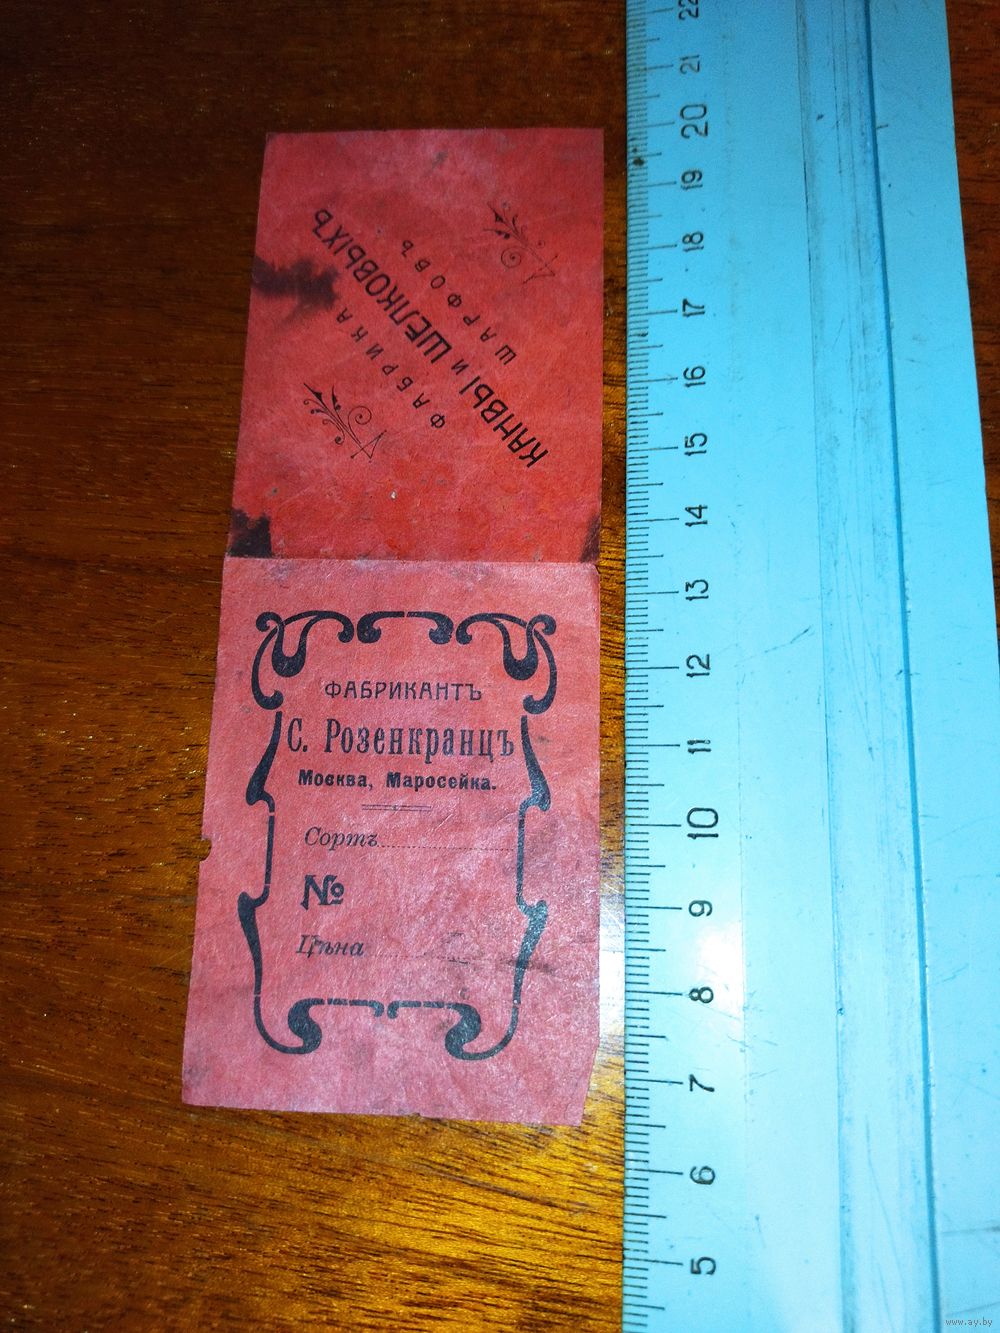 ФАБРИКА
КАНВЫ и ШЕЛКОВЫХЪ
ШАРФОВЪ
ФАБРИКАНТЪ
С. Розенкранцъ
Москва, Маросейка.
Сортъ
№
Цѣна
22
21
20
19
18
17
16
15
14
13
12
11
10
9
8
7
6
5
www.ay.by